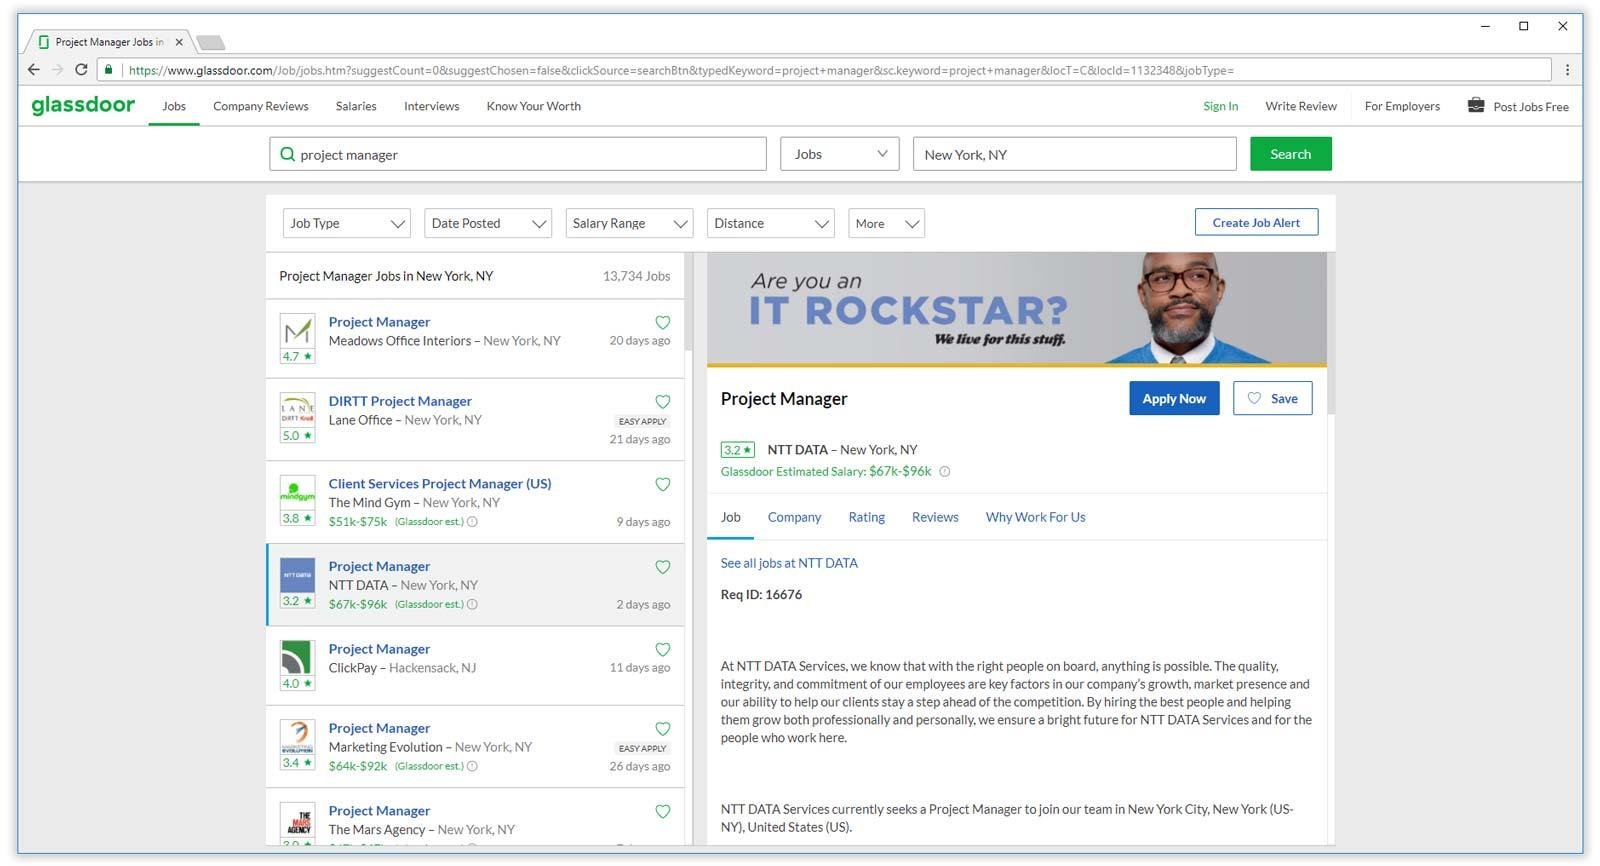 Project Manager Jobs in
https://www.glassdoor.com/Job/jobs.htm?suggestCount=0&suggestChosen=false&clickSource=searchBtn&typedKeyword=project+manager&sc.keyword=project+manager&locT=C&locId=1132348&jobType=
glassdoor Jobs Company Reviews Salaries Interviews Know Your Worth Sign In Write Review For Employers Post Jobs Free
project manager Jobs New York, NY Search
Job Type Date Posted Salary Range Distance More Create Job Alert
Project Manager Jobs in New York, NY 13,734 Jobs
Project Manager
Meadows Office Interiors – New York, NY 20 days ago
4.7 ★
DIRTT Project Manager
LANE
Lane Office – New York, NY EASY APPLY
DIRTT Knoll
5.0 ★ 21 days ago
Client Services Project Manager (US)
mindgym
The Mind Gym – New York, NY
3.8 ★ $51k-$75k (Glassdoor est.) 9 days ago
Project Manager
NTT DATA
NTT DATA – New York, NY
3.2 ★ $67k-$96k (Glassdoor est.) 2 days ago
Project Manager
ClickPay – Hackensack, NJ 11 days ago
4.0 ★
Project Manager
MARKETING
EVOLUTION
Marketing Evolution – New York, NY EASY APPLY
3.4 ★ $64k-$92k (Glassdoor est.) 26 days ago
Project Manager
THE
MARS
AGENCY
The Mars Agency – New York, NY
Are you an
IT ROCKSTAR?
We live for this stuff.
Project Manager Apply Now Save
3.2 ★ NTT DATA – New York, NY
Glassdoor Estimated Salary: $67k-$96k
Job Company Rating Reviews Why Work For Us
See all jobs at NTT DATA
Req ID: 16676
At NTT DATA Services, we know that with the right people on board, anything is possible. The quality,
integrity, and commitment of our employees are key factors in our company's growth, market presence and
our ability to help our clients stay a step ahead of the competition. By hiring the best people and helping
them grow both professionally and personally, we ensure a bright future for NTT DATA Services and for the
people who work here.
NTT DATA Services currently seeks a Project Manager to join our team in New York City, New York (US-
NY), United States (US).